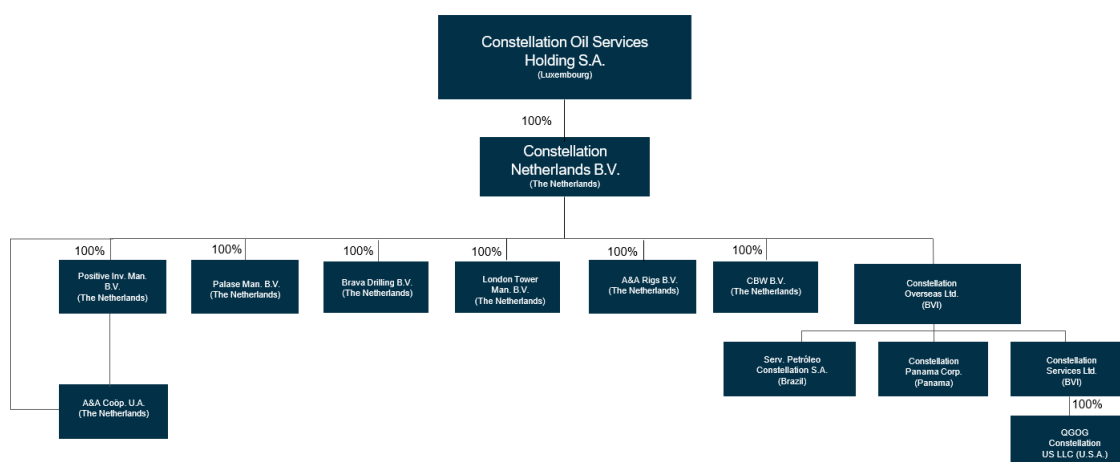 Constellation Oil Services
Holding S.A.
(Luxembourg)
100%
Constellation
Netherlands B.V.
(The Netherlands)
100%
100%
100%
100%
100%
100%
Positive Inv. Man.
B.V.
(The Netherlands)
Palase Man. B.V.
(The Netherlands)
Brava Drilling B.V.
(The Netherlands)
London Tower
Man. B.V.
(The Netherlands)
A&A Rigs B.V.
(The Netherlands)
CBW B.V.
(The Netherlands)
Constellation
Overseas Ltd.
(BVI)
Serv. Petróleo
Constellation S.A.
(Brazil)
Constellation
Panama Corp.
(Panama)
Constellation
Services Ltd.
(BVI)
A&A Coöp. U.A.
(The Netherlands)
100%
QGOG
Constellation
US LLC (U.S.A.)